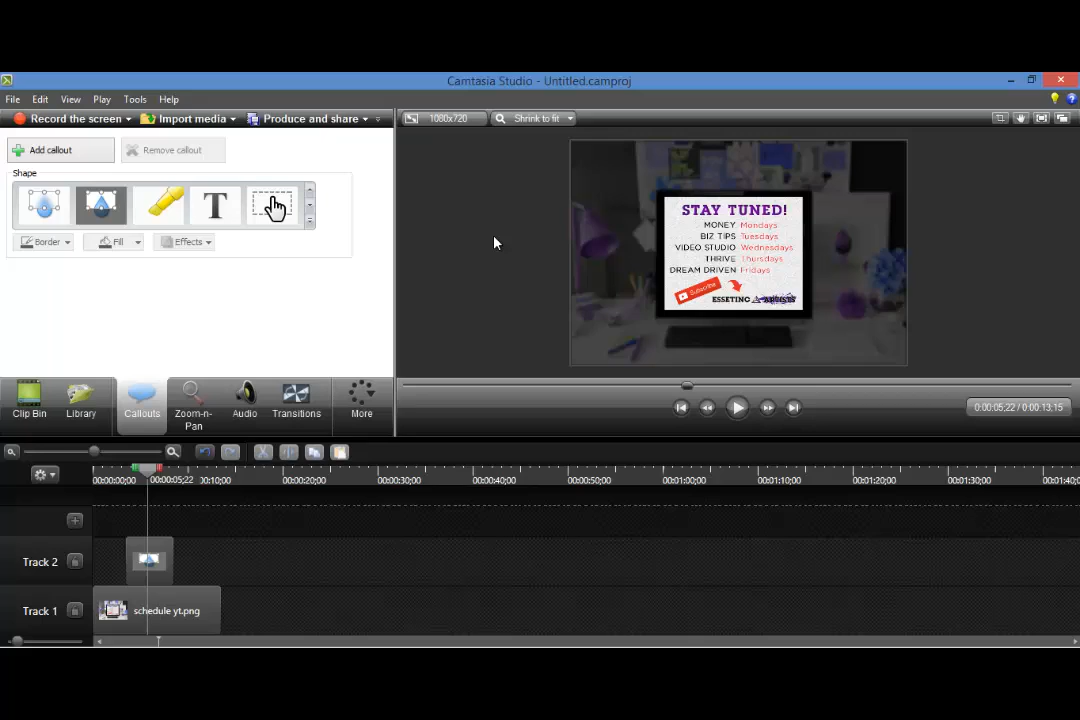 Camtasia Studio - Untitled.camproj
File Edit View Play Tools Help
Record the screen Import media Produce and share
1080x720 Shrink to fit
Add callout Remove callout
Shape
T
Border Fill Effects
STAY TUNED!
MONEY Mondays
BIZ TIPS Tuesdays
VIDEO STUDIO Wednesdays
THRIVE Thursdays
DREAM DRIVEN Fridays
Subscribe
Clip Bin Library Callouts Zoom-n-Pan Audio Transitions More
0:00:05;22 / 0:00:13;15
00:00:00;00 00:00:05;22 00:00:20;00 00:00:30;00 00:00:40;00 00:00:50;00 00:01:00;00 00:01:10;00 00:01:20;00 00:01:30;00
Track 2
Track 1 schedule yt.png